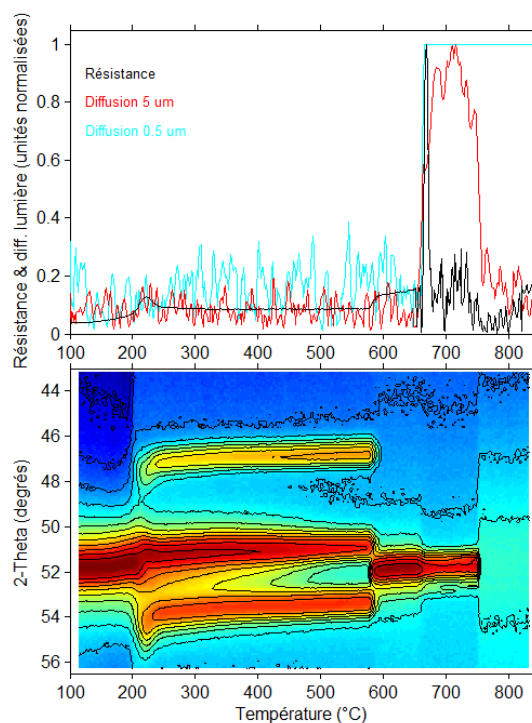 Résistance & diff. lumière (unités normalisées)
1
0.8
0.6
0.4
0.2
0
Résistance
Diffusion 5 um
Diffusion 0.5 um
100 200 300 400 500 600 700 800
2-Theta (degrés)
44
46
48
50
52
54
56
100 200 300 400 500 600 700 800
Température (°C)